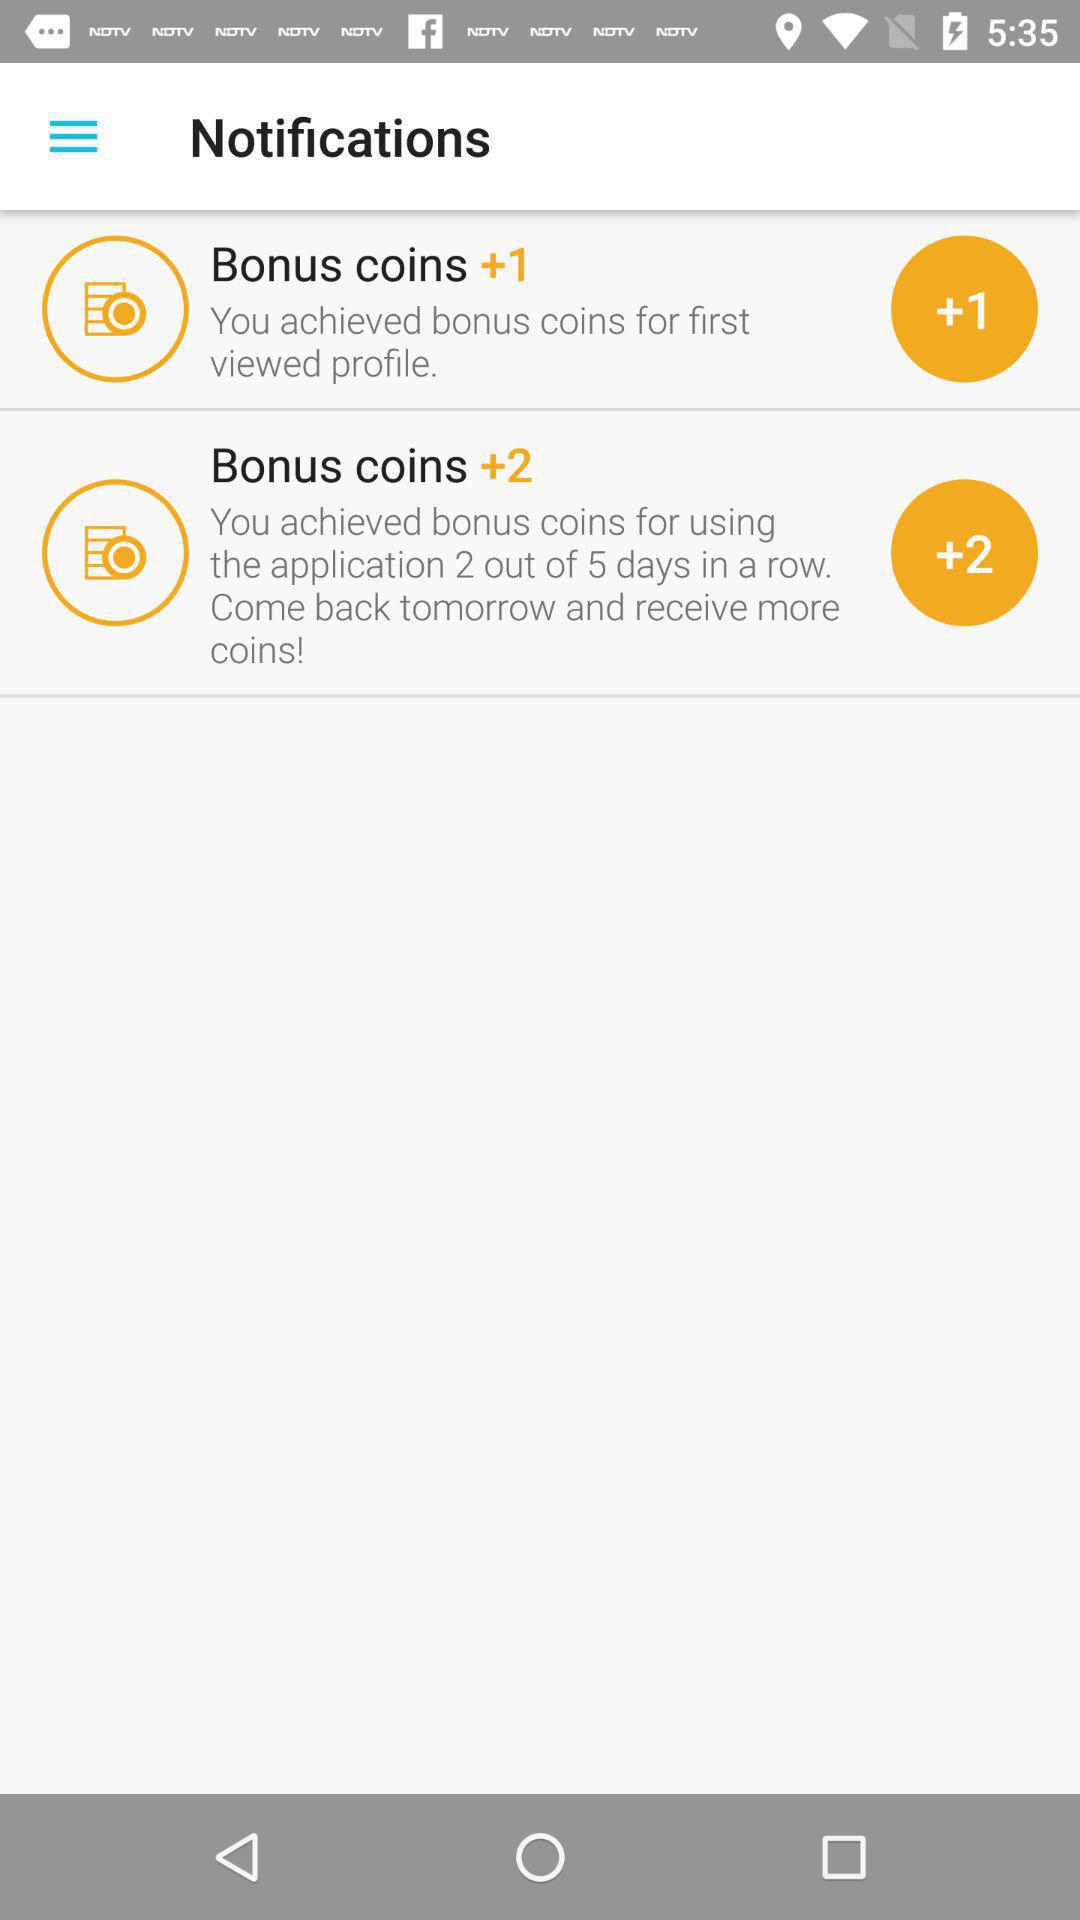 NDTV NDTV NDTV NDTV NDTV f NDTV NDTV NDTV NDTV 5:35
Notifications
Bonus coins +1
You achieved bonus coins for first
viewed profile.
+1
Bonus coins +2
You achieved bonus coins for using
the application 2 out of 5 days in a row.
Come back tomorrow and receive more
coins!
+2